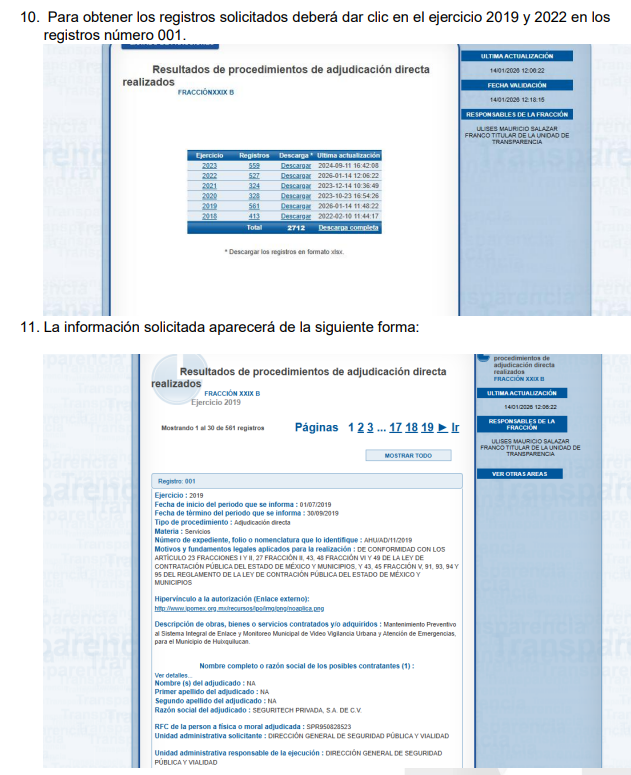 10. Para obtener los registros solicitados deberá dar clic en el ejercicio 2019 y 2022 en los
registros número 001.
Resultados de procedimientos de adjudicación directa
realizados
FRACCIÓNXXIX B
ULTIMA ACTUALIZACIÓN
14/01/2026 12:06:22
FECHA VALIDACIÓN
14/01/2026 12:18:15
RESPONSABLES DE LA FRACCIÓN
ULISES MAURICIO SALAZAR
FRANCO TITULAR DE LA UNIDAD DE
TRANSPARENCIA
Ejercicio Registros Descarga * Ultima actualización
2023 559 Descargar 2024-09-11 16:42:08
2022 527 Descargar 2026-01-14 12:06:22
2021 324 Descargar 2023-12-14 10:36:49
2020 328 Descargar 2023-10-23 16:54:26
2019 561 Descargar 2026-01-14 11:48:22
2018 413 Descargar 2022-02-10 11:44:17
Total 2712 Descarga completa
* Descargar los registros en formato xlsx.
11. La información solicitada aparecerá de la siguiente forma:
Resultados de procedimientos de adjudicación directa
realizados
FRACCIÓN XXIX B
Ejercicio 2019
procedimientos de
adjudicación directa
realizados
FRACCIÓN XXIX B
ULTIMA ACTUALIZACIÓN
14/01/2026 12:06:22
RESPONSABLES DE LA
FRACCIÓN
ULISES MAURICIO SALAZAR
FRANCO TITULAR DE LA UNIDAD DE
TRANSPARENCIA
VER OTRAS AREAS
Mostrando 1 al 30 de 561 registros
Páginas 1 2 3 ... 17 18 19 ► Ir
MOSTRAR TODO
Registro: 001
Ejercicio : 2019
Fecha de inicio del periodo que se informa : 01/07/2019
Fecha de término del periodo que se informa : 30/09/2019
Tipo de procedimiento : Adjudicación directa
Materia : Servicios
Número de expediente, folio o nomenclatura que lo identifique : AHU/AD/11/2019
Motivos y fundamentos legales aplicados para la realización : DE CONFORMIDAD CON LOS
ARTÍCULO 23 FRACCIONES I Y II, 27 FRACCIÓN II, 43, 48 FRACCIÓN VI Y 49 DE LA LEY DE
CONTRATACIÓN PÚBLICA DEL ESTADO DE MÉXICO Y MUNICIPIOS, Y 43, 45 FRACCIÓN V, 91, 93, 94 Y
95 DEL REGLAMENTO DE LA LEY DE CONTRACIÓN PÚBLICA DEL ESTADO DE MÉXICO Y
MUNICIPIOS
Hipervínculo a la autorización (Enlace externo):
http://www.ipomex.org.mx/recursos/ipo/img/png/noaplica.png
Descripción de obras, bienes o servicios contratados y/o adquiridos : Mantenimiento Preventivo
al Sistema Integral de Enlace y Monitoreo Municipal de Video Vigilancia Urbana y Atención de Emergencias,
para el Municipio de Huixquilucan.
Nombre completo o razón social de los posibles contratantes (1) :
Ver detalles...
Nombre (s) del adjudicado : NA
Primer apellido del adjudicado : NA
Segundo apellido del adjudicado : NA
Razón social del adjudicado : SEGURITECH PRIVADA, S.A. DE C.V.
RFC de la person a física o moral adjudicada : SPR950828523
Unidad administrativa solicitante : DIRECCIÓN GENERAL DE SEGURIDAD PÚBLICA Y VIALIDAD
Unidad administrativa responsable de la ejecución : DIRECCIÓN GENERAL DE SEGURIDAD
PÚBLICA Y VIALIDAD